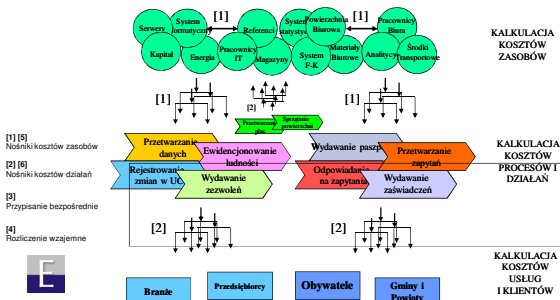 [1]
[1]
Serwery
System
formatyczny
Referenci
System
statystyczny
Powierzchnia
Biurowa
Pracownicy
Biura
Kapitał
Energia
Pracownicy
IT
Magazyny
System
F-K
Materiały
Biurowe
Analitycy
Środki
Transportowe
KALKULACJA
KOSZTÓW
ZASOBÓW
[1]
[2]
[1]
Przetwarzanie
płac
Sprzątanie
powierzchni
[1] [5]
Nośniki kosztów zasobów
[2] [6]
Nośniki kosztów działań
[3]
Przypisanie bezpośrednie
[4]
Rozliczenie wzajemne
Przetwarzanie
danych
Ewidencjonowanie
ludności
Rejestrowanie
zmian w UC
Wydawanie
zezwoleń
Wydawanie paszp
Przetwarzanie
zapytań
Odpowiadanie
na zapytania
Wydawanie
zaświadczeń
KALKULACJA
KOSZTÓW
PROCESÓW I
DZIAŁAŃ
[2]
[2]
KALKULACJA
KOSZTÓW
USŁUG
I KLIENTÓW
E
Branże
Przedsiębiorcy
Obywatele
Gminy i
Powiaty